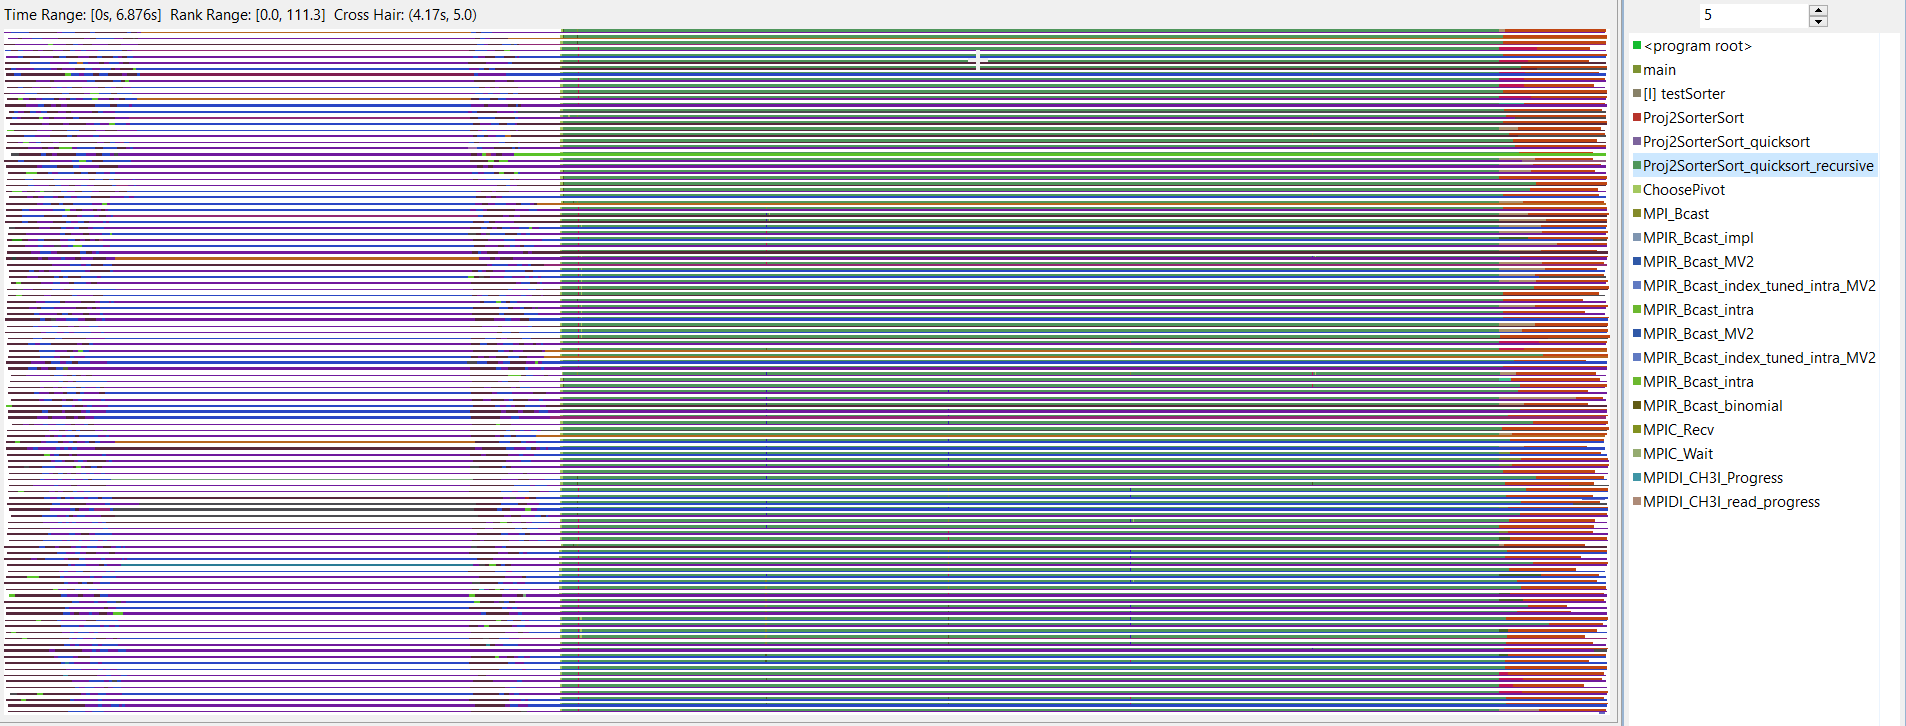 Time Range: [0s, 6.876s]  Rank Range: [0.0, 111.3]  Cross Hair: (4.17s, 5.0)
5
<program root>
main
[I] testSorter
Proj2SorterSort
Proj2SorterSort_quicksort
Proj2SorterSort_quicksort_recursive
ChoosePivot
MPI_Bcast
MPIR_Bcast_impl
MPIR_Bcast_MV2
MPIR_Bcast_index_tuned_intra_MV2
MPIR_Bcast_intra
MPIR_Bcast_MV2
MPIR_Bcast_index_tuned_intra_MV2
MPIR_Bcast_intra
MPIR_Bcast_binomial
MPIC_Recv
MPIC_Wait
MPIDI_CH3I_Progress
MPIDI_CH3I_read_progress